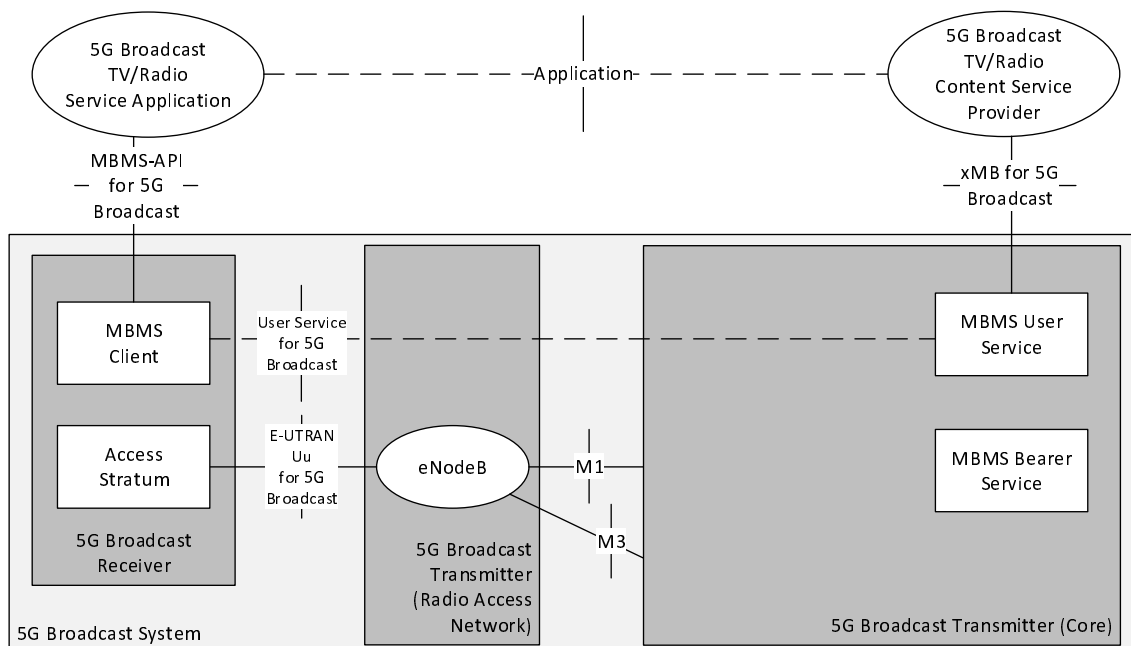 5G Broadcast
TV/Radio
Service Application
Application
5G Broadcast
TV/Radio
Content Service
Provider
MBMS-API
for 5G
Broadcast
xMB for 5G
Broadcast
MBMS
Client
User Service
for 5G
Broadcast
MBMS User
Service
Access
Stratum
E-UTRAN
Uu
for 5G
Broadcast
eNodeB
M1
MBMS Bearer
Service
M3
5G Broadcast
Receiver
5G Broadcast
Transmitter
(Radio Access
Network)
5G Broadcast System
5G Broadcast Transmitter (Core)